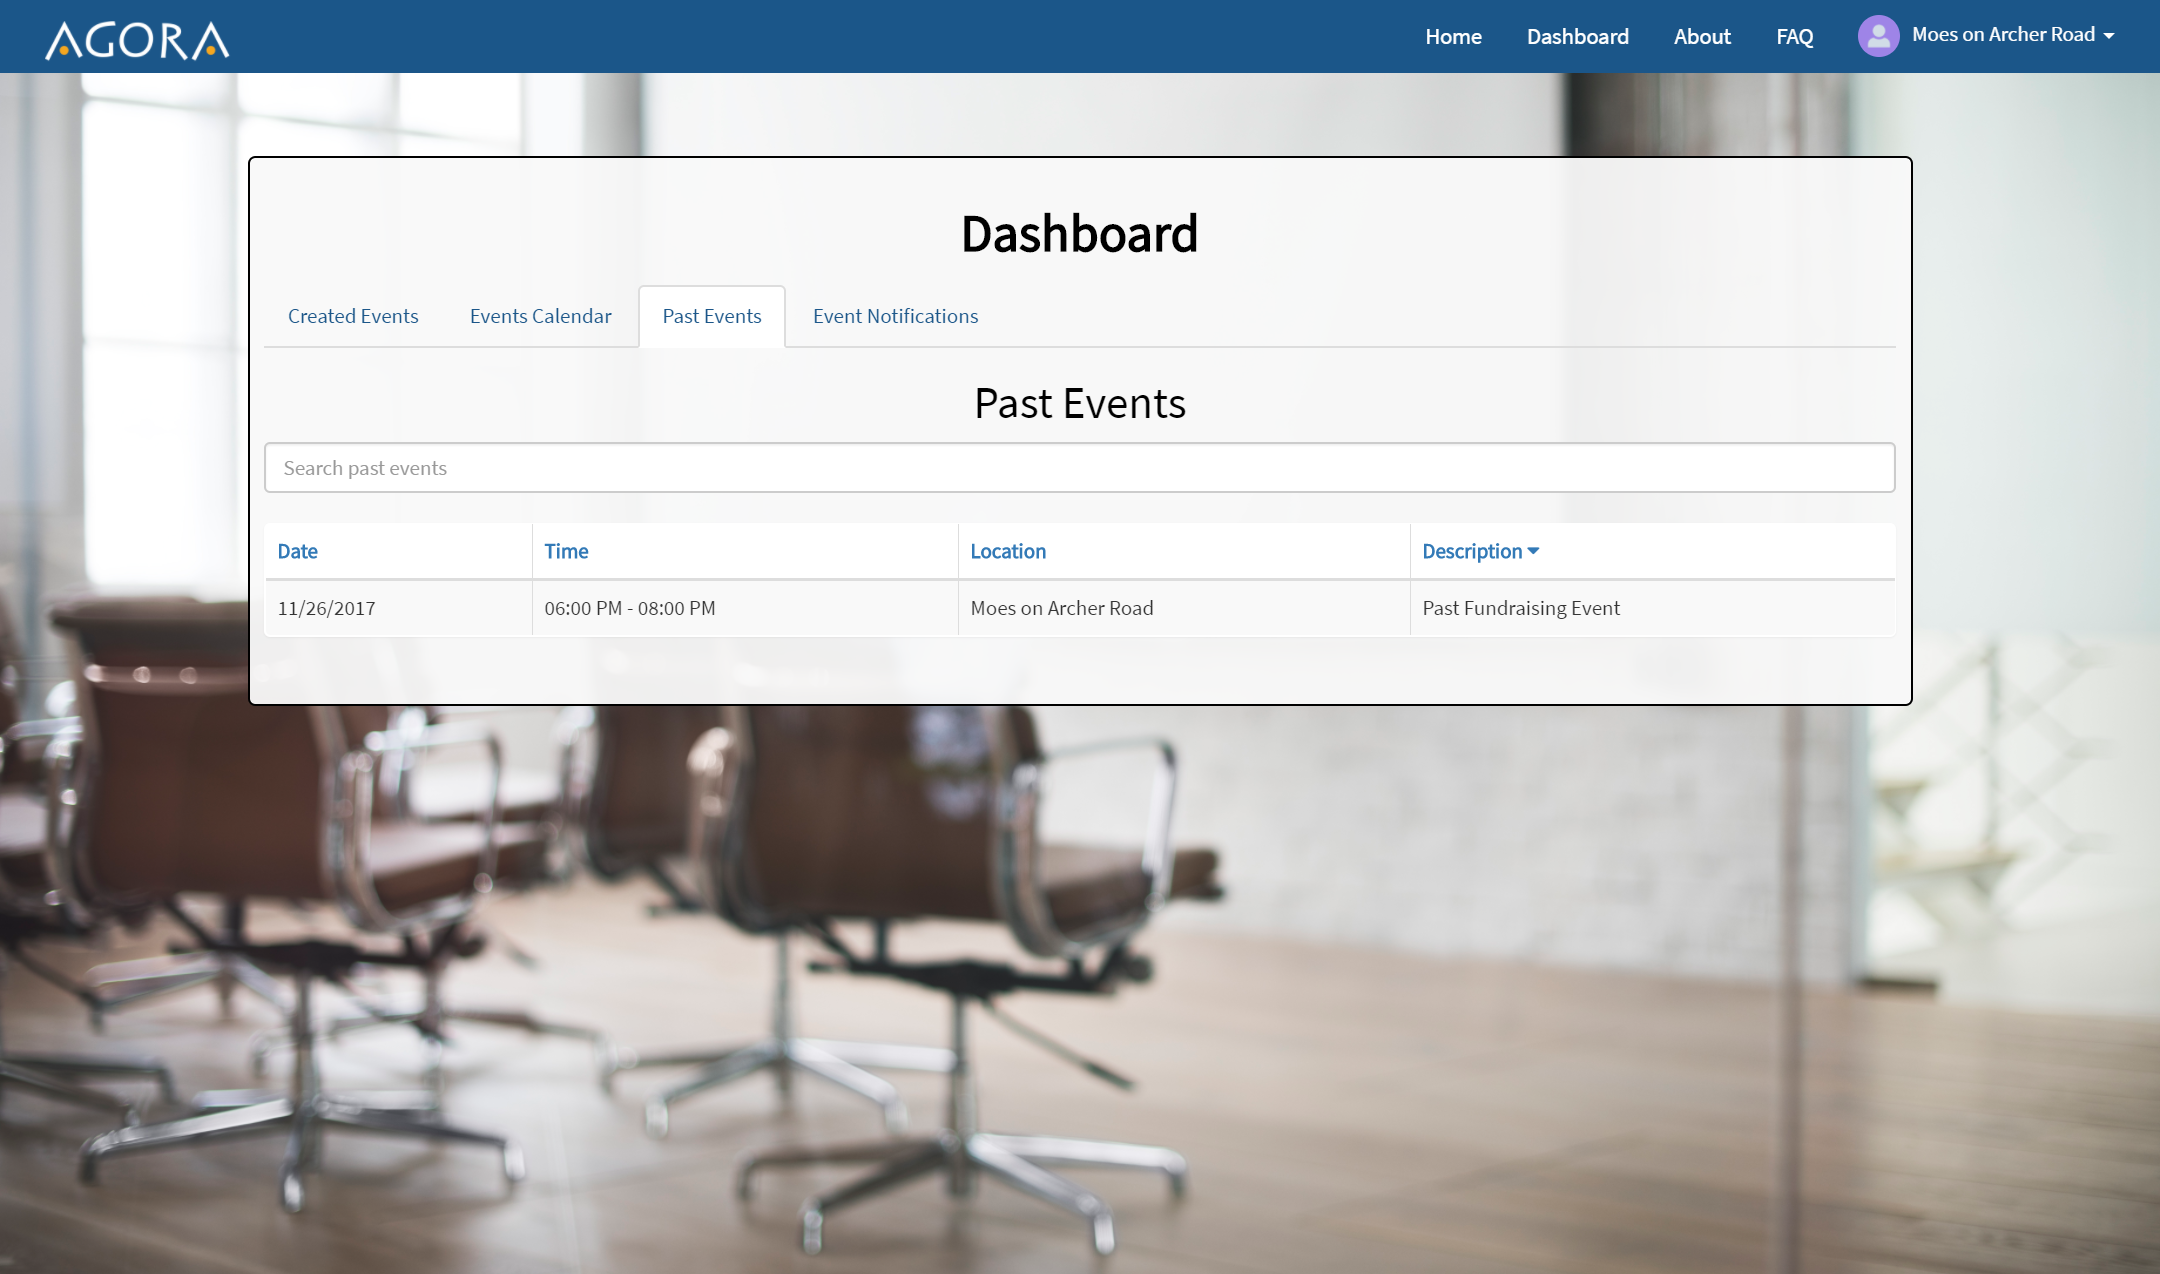 AGORA
Home Dashboard About FAQ Moes on Archer Road
Dashboard
Created Events Events Calendar Past Events Event Notifications
Past Events
Search past events
Date Time Location Description
11/26/2017 06:00 PM - 08:00 PM Moes on Archer Road Past Fundraising Event